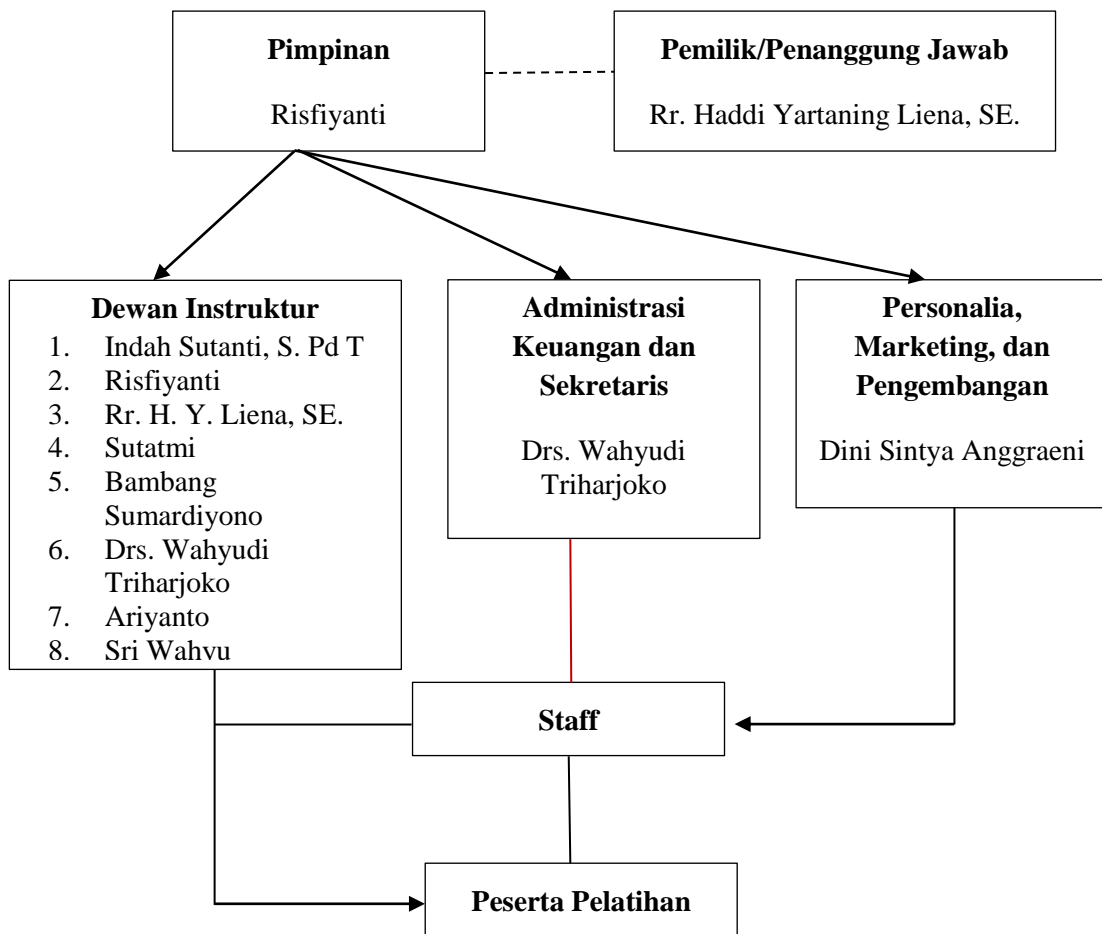 Pimpinan
Risfiyanti
Pemilik/Penanggung Jawab
Rr. Haddi Yartaning Liena, SE.
Dewan Instruktur
1. Indah Sutanti, S. Pd T
2. Risfiyanti
3. Rr. H. Y. Liena, SE.
4. Sutatmi
5. Bambang
Sumardiyono
6. Drs. Wahyudi
Triharjoko
7. Ariyanto
8. Sri Wahyu
Administrasi
Keuangan dan
Sekretaris
Drs. Wahyudi
Triharjoko
Personalia,
Marketing, dan
Pengembangan
Dini Sintya Anggraeni
Staff
Peserta Pelatihan